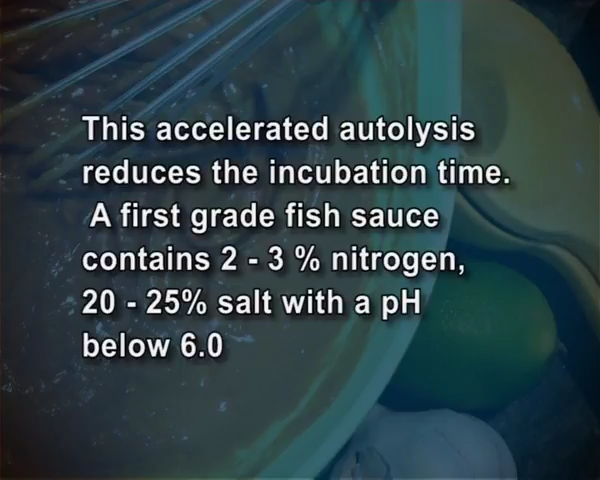 This accelerated autolysis
reduces the incubation time.
A first grade fish sauce
contains 2 - 3 % nitrogen,
20 - 25% salt with a pH
below 6.0